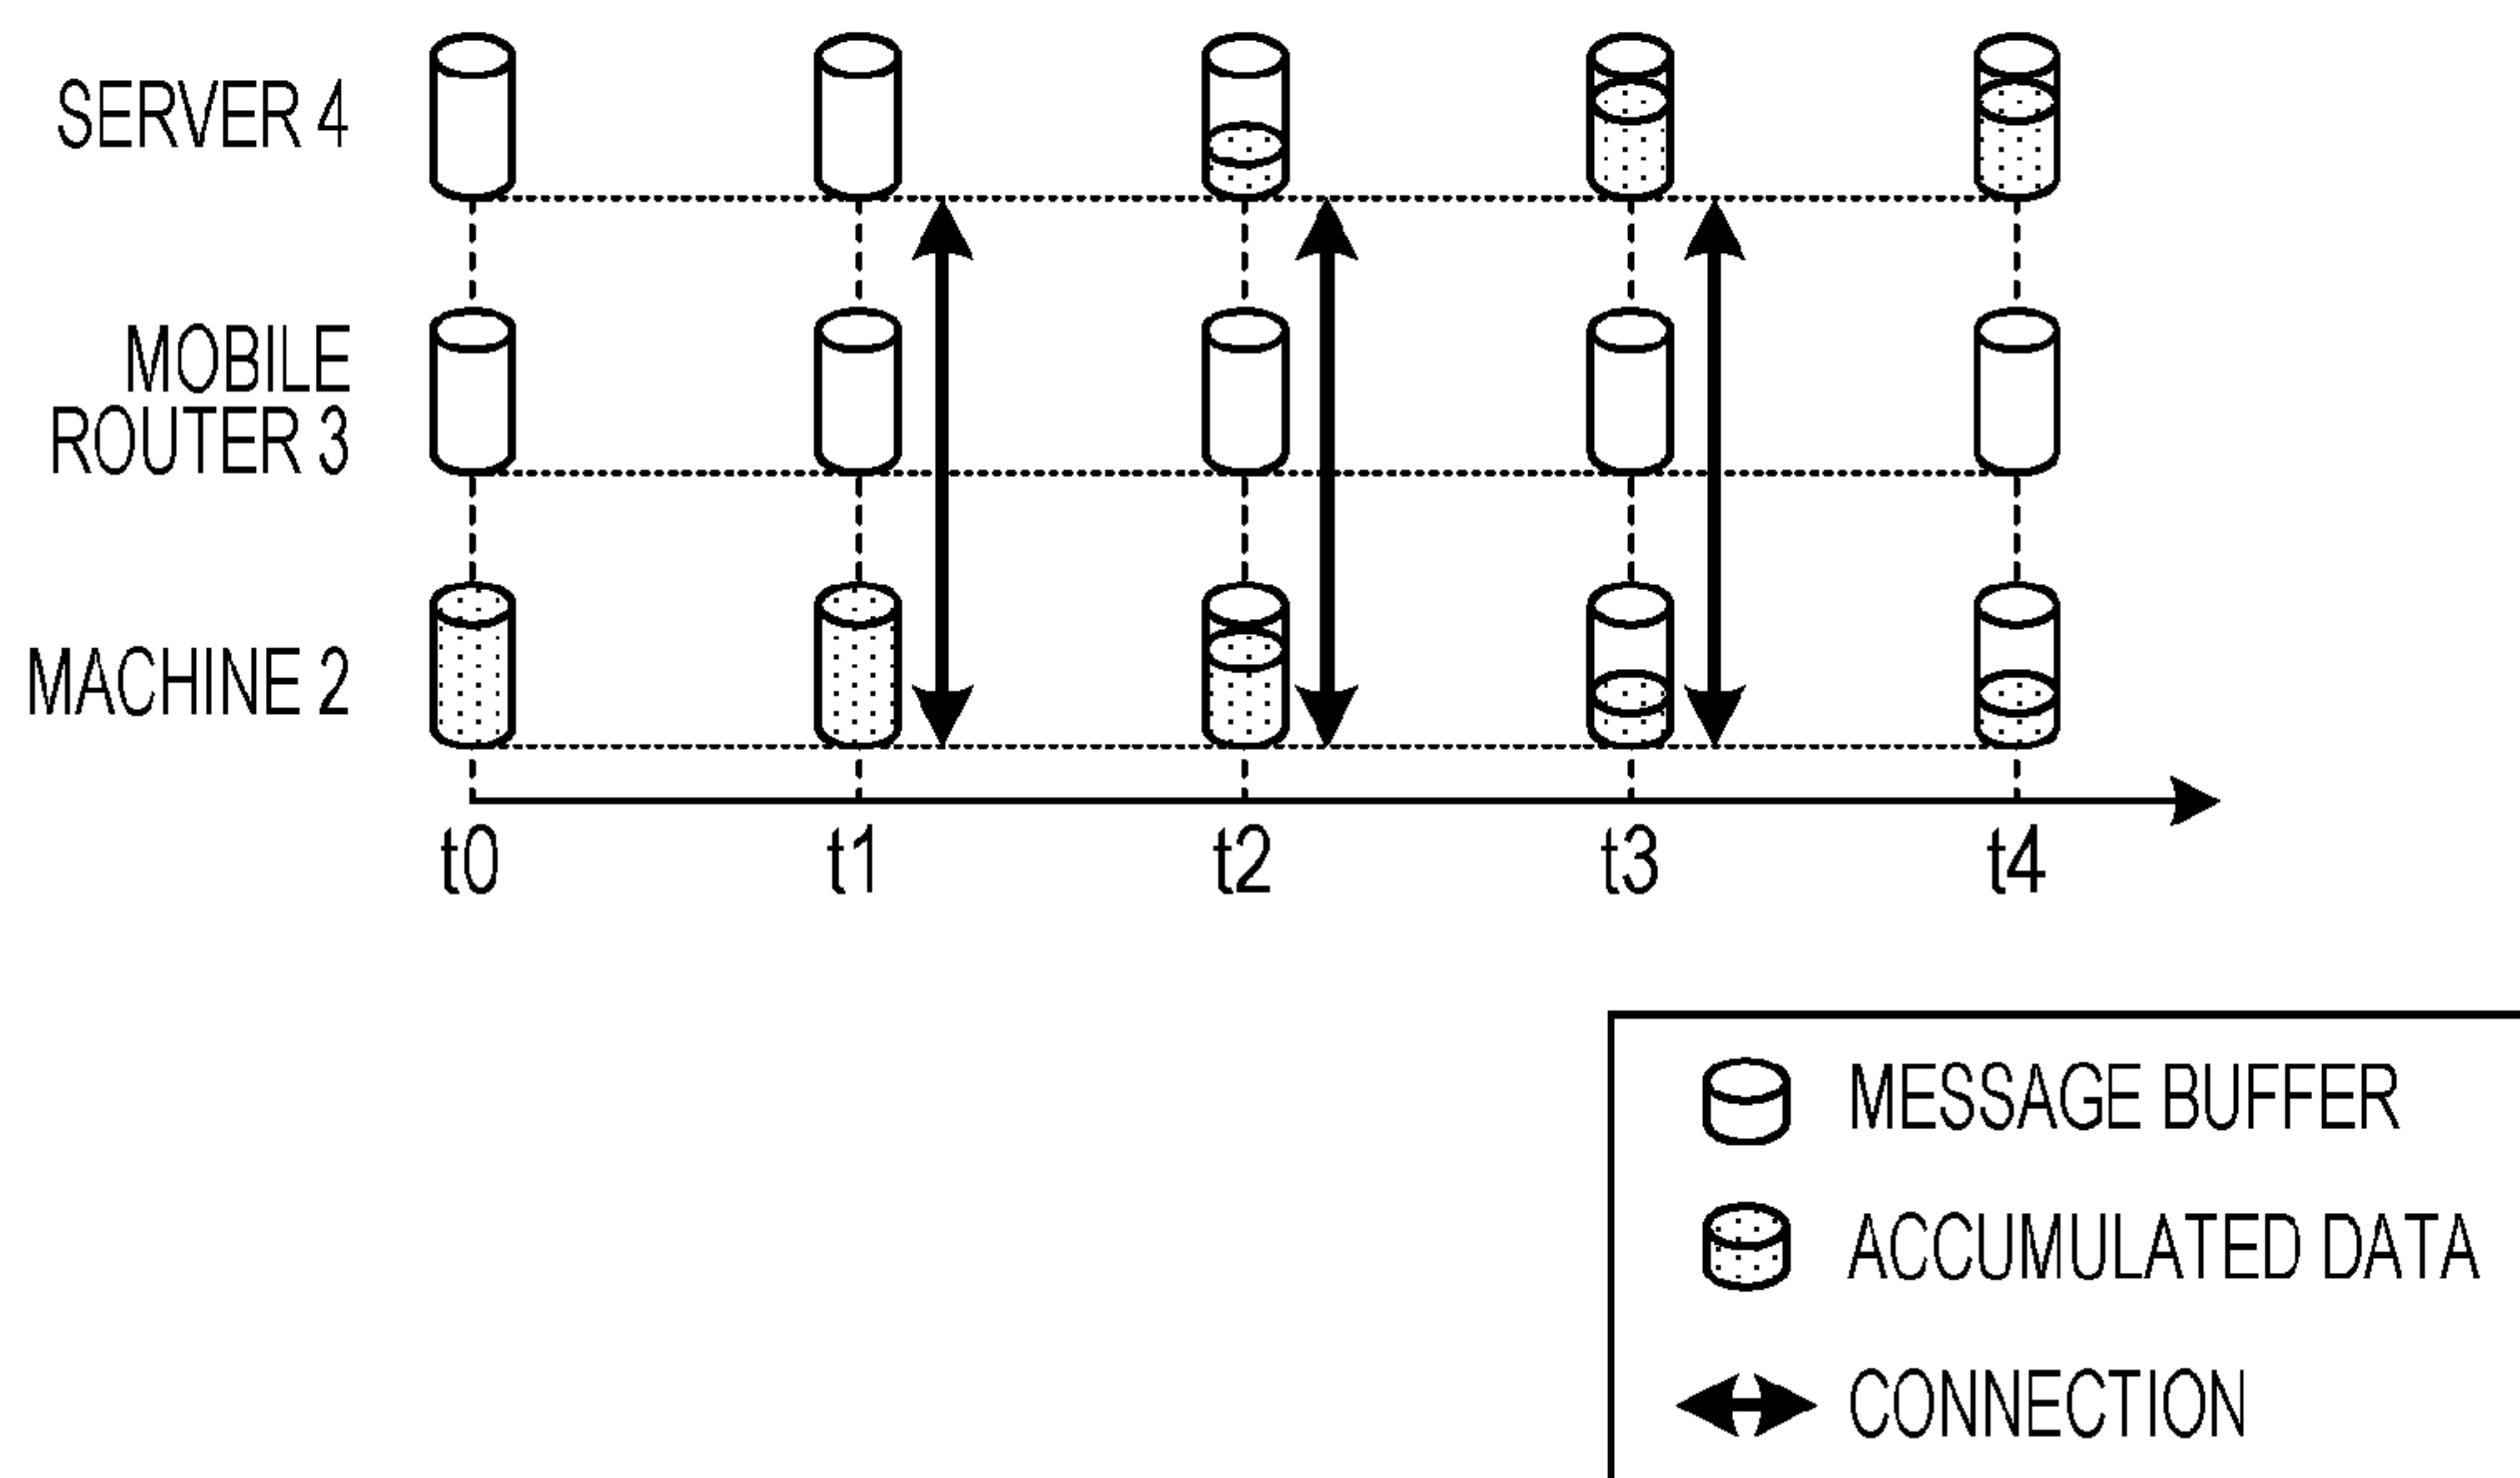 SERVER 4
MOBILE
ROUTER 3
MACHINE 2
t0 t1 t2 t3 t4
MESSAGE BUFFER
ACCUMULATED DATA
CONNECTION